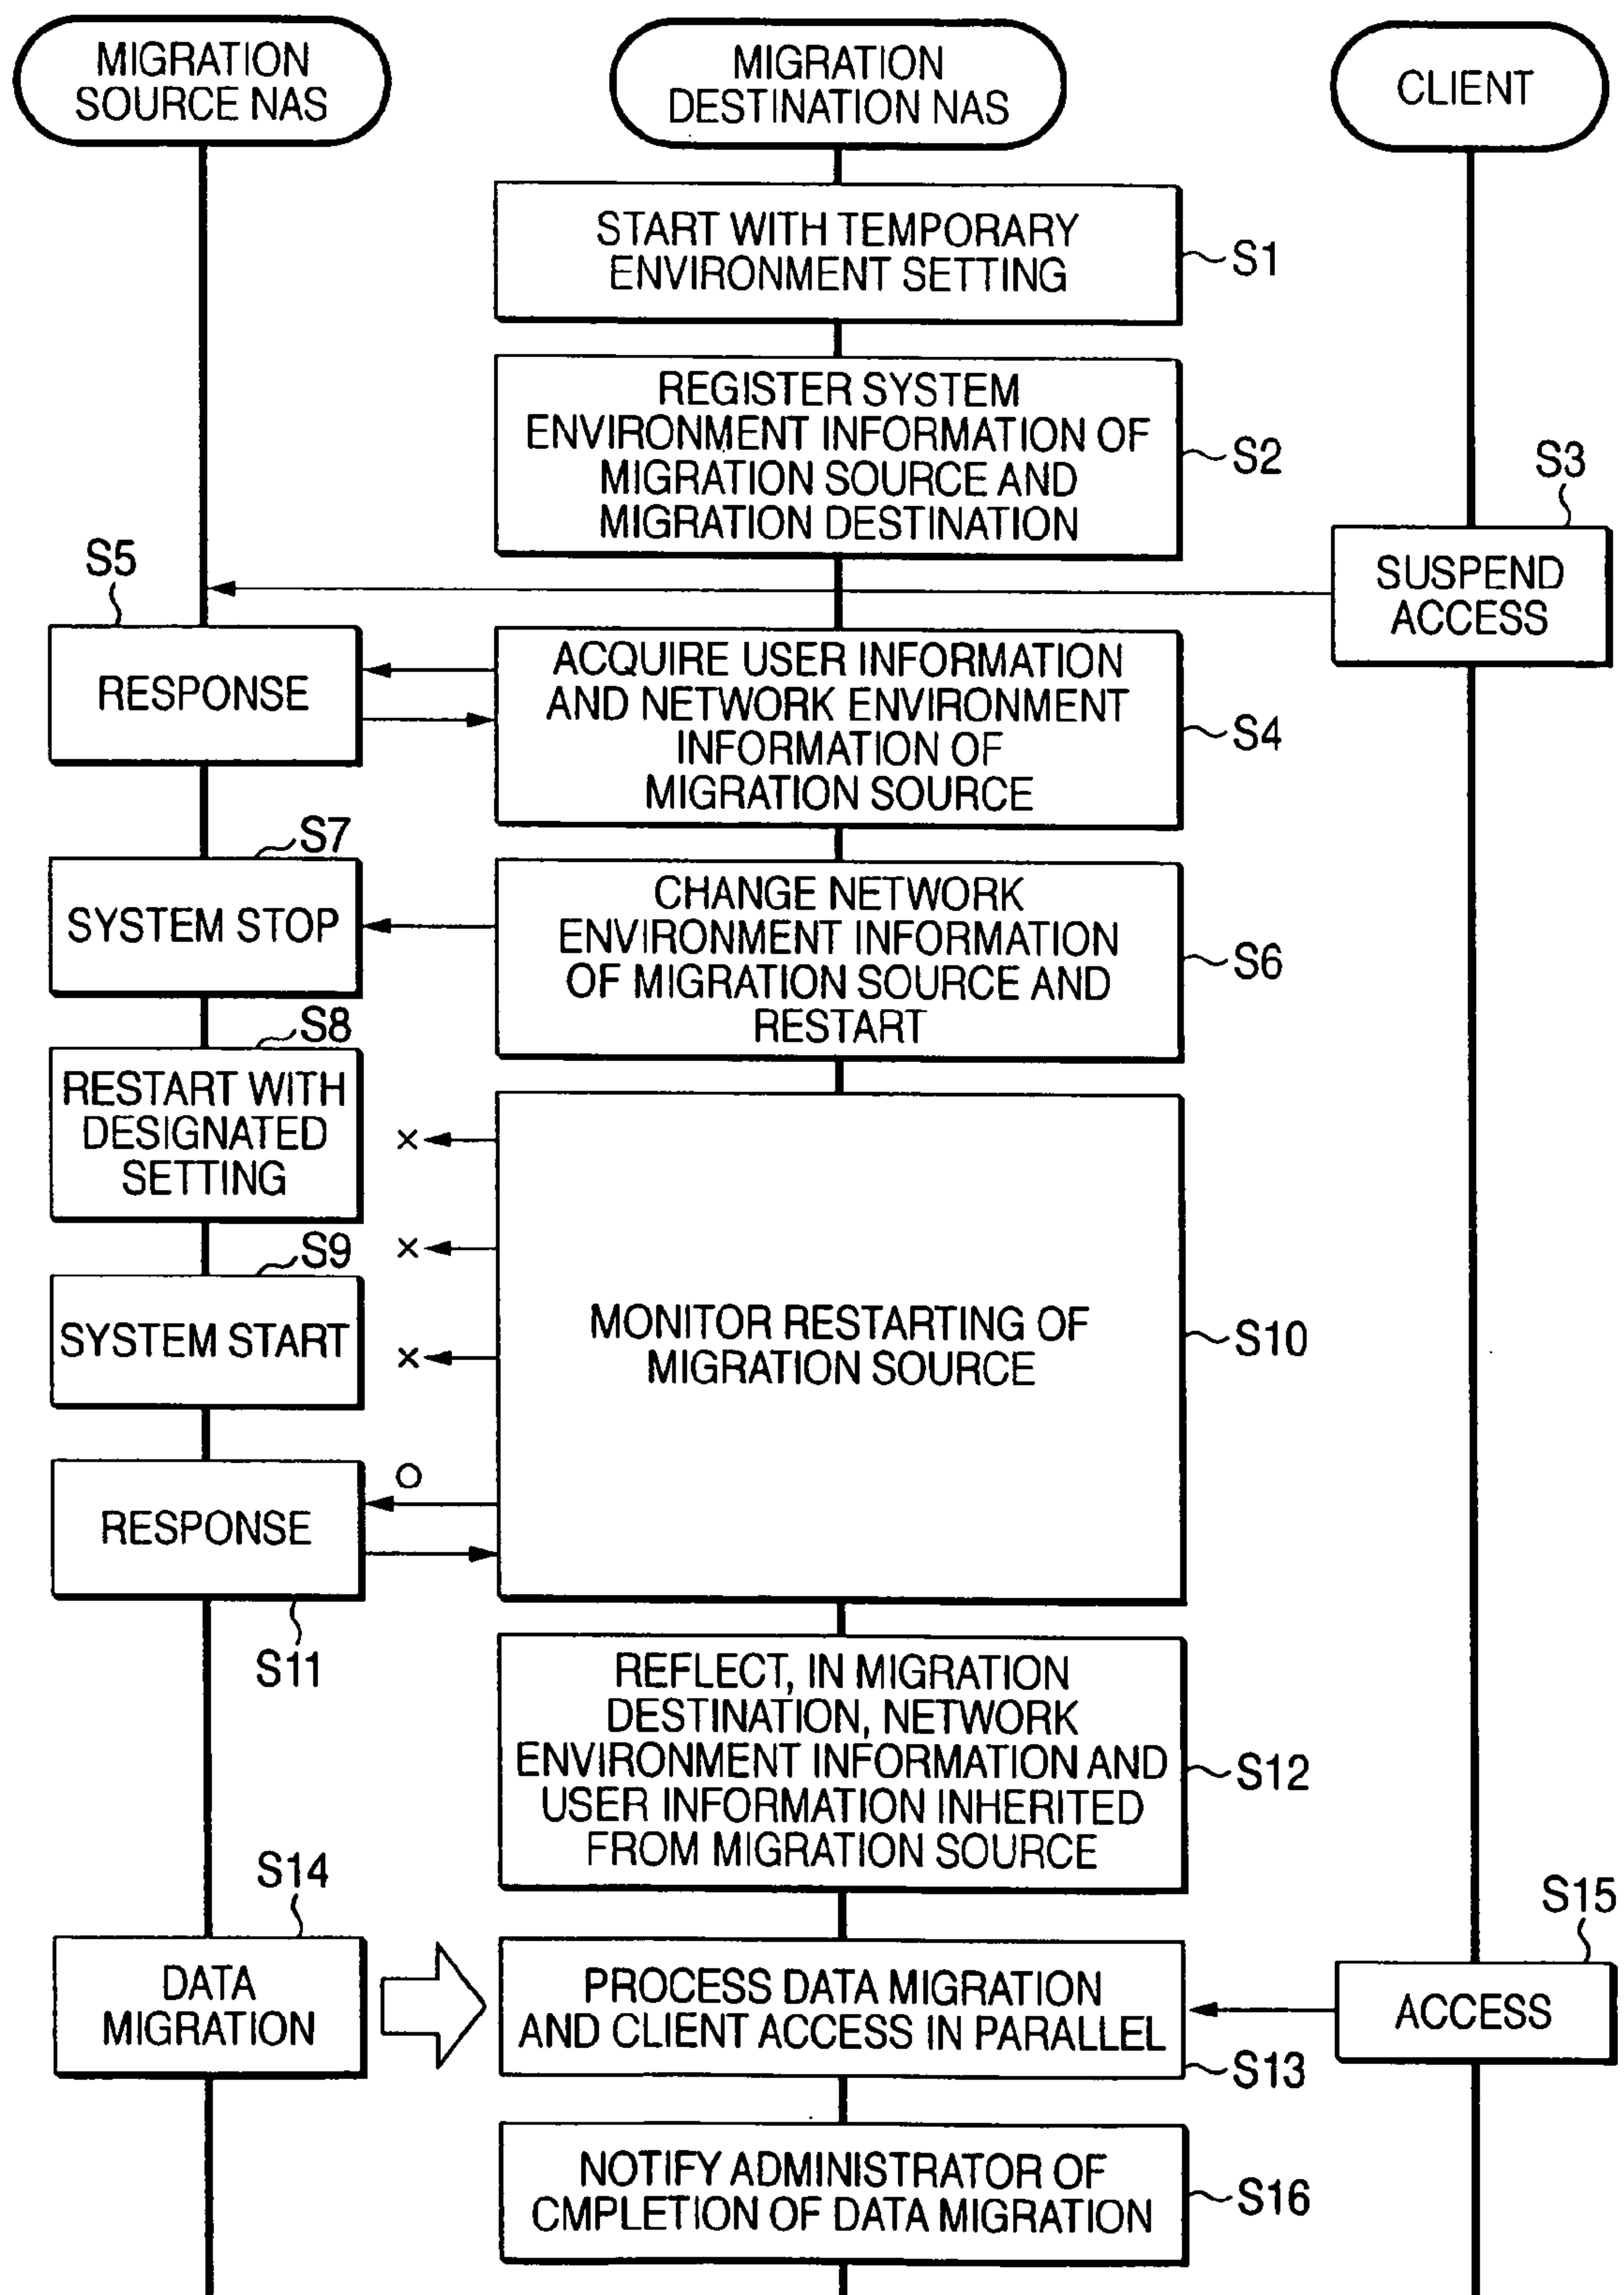 MIGRATION
SOURCE NAS
MIGRATION
DESTINATION NAS
CLIENT
START WITH TEMPORARY
ENVIRONMENT SETTING
S1
REGISTER SYSTEM
ENVIRONMENT INFORMATION OF
MIGRATION SOURCE AND
MIGRATION DESTINATION
S2
S3
SUSPEND
ACCESS
S5
RESPONSE
ACQUIRE USER INFORMATION
AND NETWORK ENVIRONMENT
INFORMATION OF
MIGRATION SOURCE
S4
S7
SYSTEM STOP
CHANGE NETWORK
ENVIRONMENT INFORMATION
OF MIGRATION SOURCE AND
RESTART
S6
S8
RESTART WITH
DESIGNATED
SETTING
×
×
S9
SYSTEM START
×
MONITOR RESTARTING OF
MIGRATION SOURCE
S10
○
RESPONSE
S11
REFLECT, IN MIGRATION
DESTINATION, NETWORK
ENVIRONMENT INFORMATION AND
USER INFORMATION INHERITED
FROM MIGRATION SOURCE
S12
S14
DATA
MIGRATION
PROCESS DATA MIGRATION
AND CLIENT ACCESS IN PARALLEL
S13
S15
ACCESS
NOTIFY ADMINISTRATOR OF
CMPLETION OF DATA MIGRATION
S16